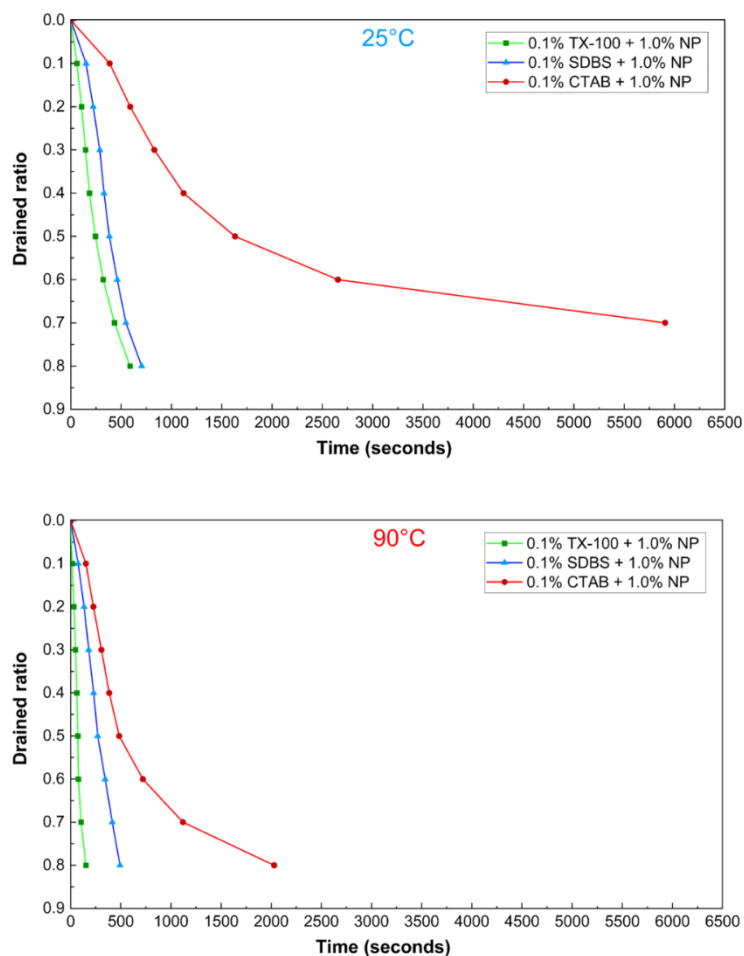 25°C
0.1% TX-100 + 1.0% NP
0.1% SDBS + 1.0% NP
0.1% CTAB + 1.0% NP
Drained ratio
0.0
0.1
0.2
0.3
0.4
0.5
0.6
0.7
0.8
0.9
0 500 1000 1500 2000 2500 3000 3500 4000 4500 5000 5500 6000 6500
Time (seconds)
90°C
0.1% TX-100 + 1.0% NP
0.1% SDBS + 1.0% NP
0.1% CTAB + 1.0% NP
Drained ratio
0.0
0.1
0.2
0.3
0.4
0.5
0.6
0.7
0.8
0.9
0 500 1000 1500 2000 2500 3000 3500 4000 4500 5000 5500 6000 6500
Time (seconds)